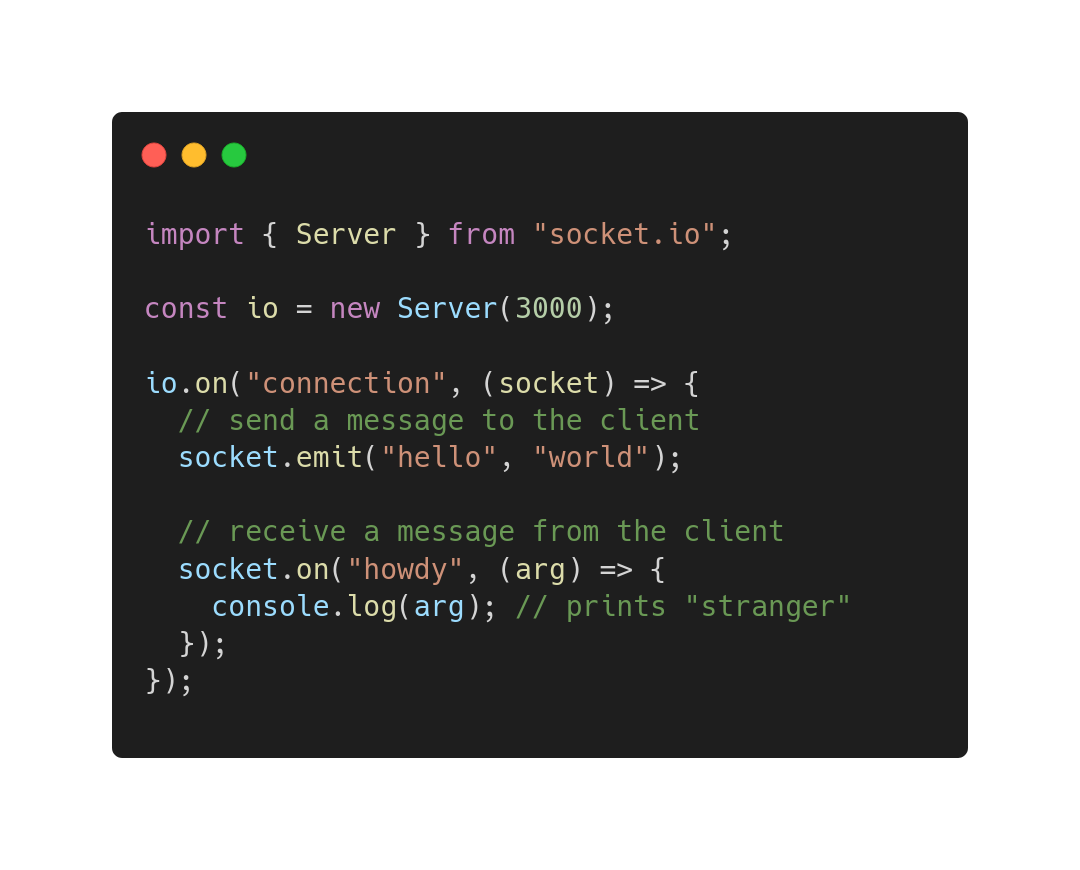 import { Server } from "socket.io";

const io = new Server(3000);

io.on("connection", (socket) => {
  // send a message to the client
  socket.emit("hello", "world");

  // receive a message from the client
  socket.on("howdy", (arg) => {
    console.log(arg); // prints "stranger"
  });
});